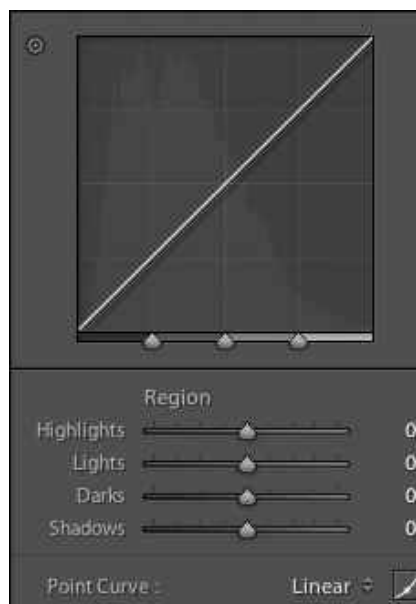 Region
Highlights 0
Lights 0
Darks 0
Shadows 0
Point Curve : Linear